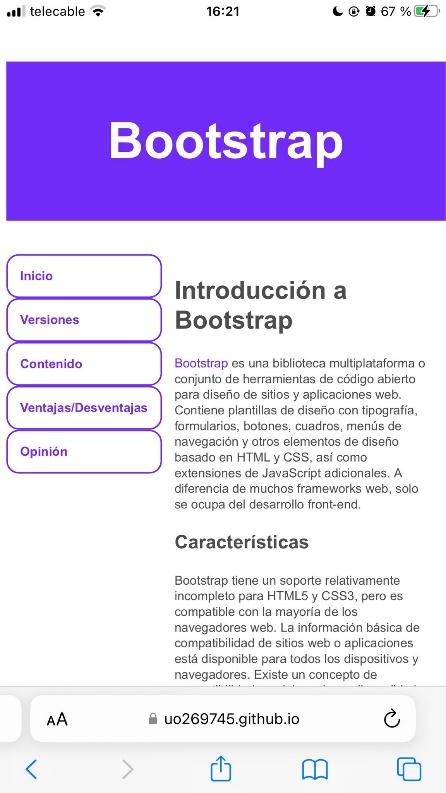 telecable 16:21 67 %
Bootstrap
Inicio
Versiones
Contenido
Ventajas/Desventajas
Opinión
Introducción a
Bootstrap
Bootstrap es una biblioteca multiplataforma o
conjunto de herramientas de código abierto
para diseño de sitios y aplicaciones web.
Contiene plantillas de diseño con tipografía,
formularios, botones, cuadros, menús de
navegación y otros elementos de diseño
basado en HTML y CSS, así como
extensiones de JavaScript adicionales. A
diferencia de muchos frameworks web, solo
se ocupa del desarrollo front-end.
Características
Bootstrap tiene un soporte relativamente
incompleto para HTML5 y CSS3, pero es
compatible con la mayoría de los
navegadores web. La información básica de
compatibilidad de sitios web o aplicaciones
está disponible para todos los dispositivos y
navegadores. Existe un concepto de
AA uo269745.github.io